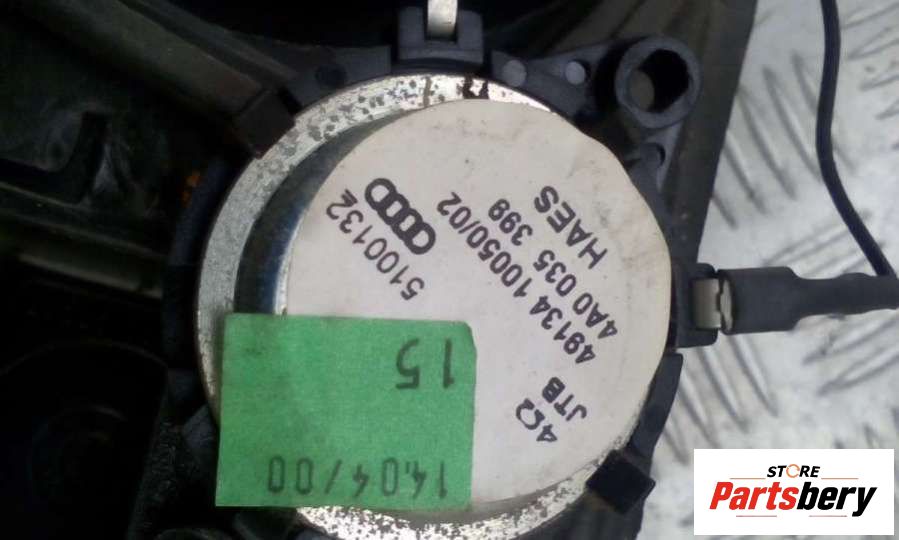 5100132
49134 10050/02
4A0 035 399
HAES
4Ω
JTB
15
14.04/00
STORE
Partsbery